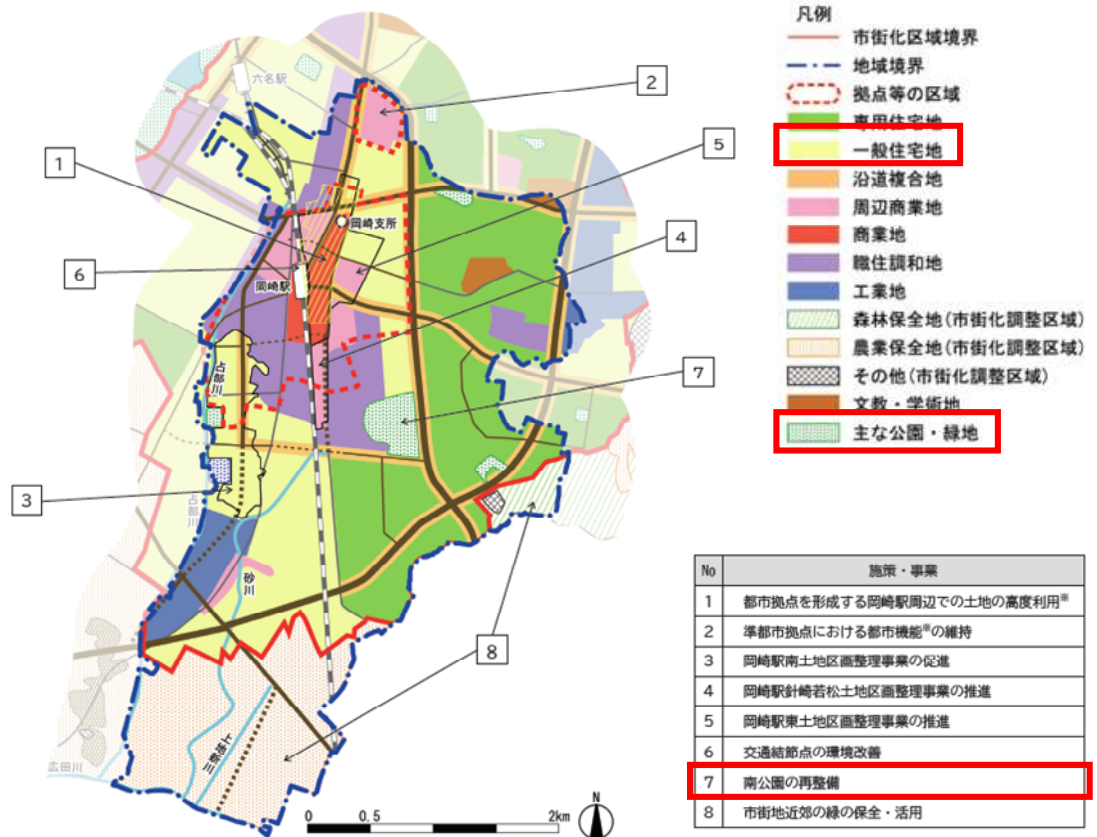 凡例
市街化区域境界
地域境界
拠点等の区域
専用住宅地
一般住宅地
沿道複合地
周辺商業地
商業地
職住調和地
工業地
森林保全地(市街化調整区域)
農業保全地(市街化調整区域)
その他(市街化調整区域)
文教・学術地
主な公園・緑地
六名駅
2
5
1
岡崎支所
4
6
岡崎駅
占部川
7
3
占部川
砂川
8
上地新川
広田川
0 0.5 2km
N
No 施策・事業
1 都市拠点を形成する岡崎駅周辺での土地の高度利用※
2 準都市拠点における都市機能※の維持
3 岡崎駅南土地区画整理事業の促進
4 岡崎駅針崎若松土地区画整理事業の推進
5 岡崎駅東土地区画整理事業の推進
6 交通結節点の環境改善
7 南公園の再整備
8 市街地近郊の緑の保全・活用